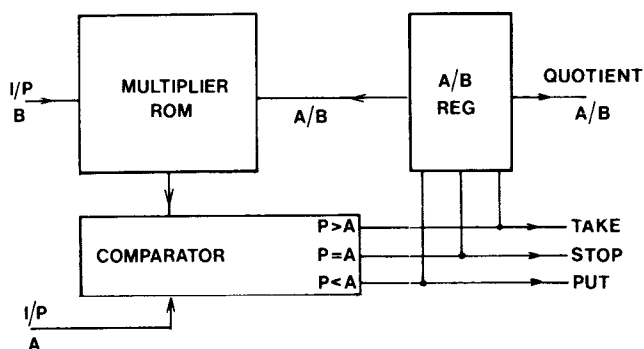 I/P
B
MULTIPLIER
ROM
A/B
A/B
REG
QUOTIENT
A/B
COMPARATOR
P>A
P=A
P<A
TAKE
STOP
PUT
I/P
A